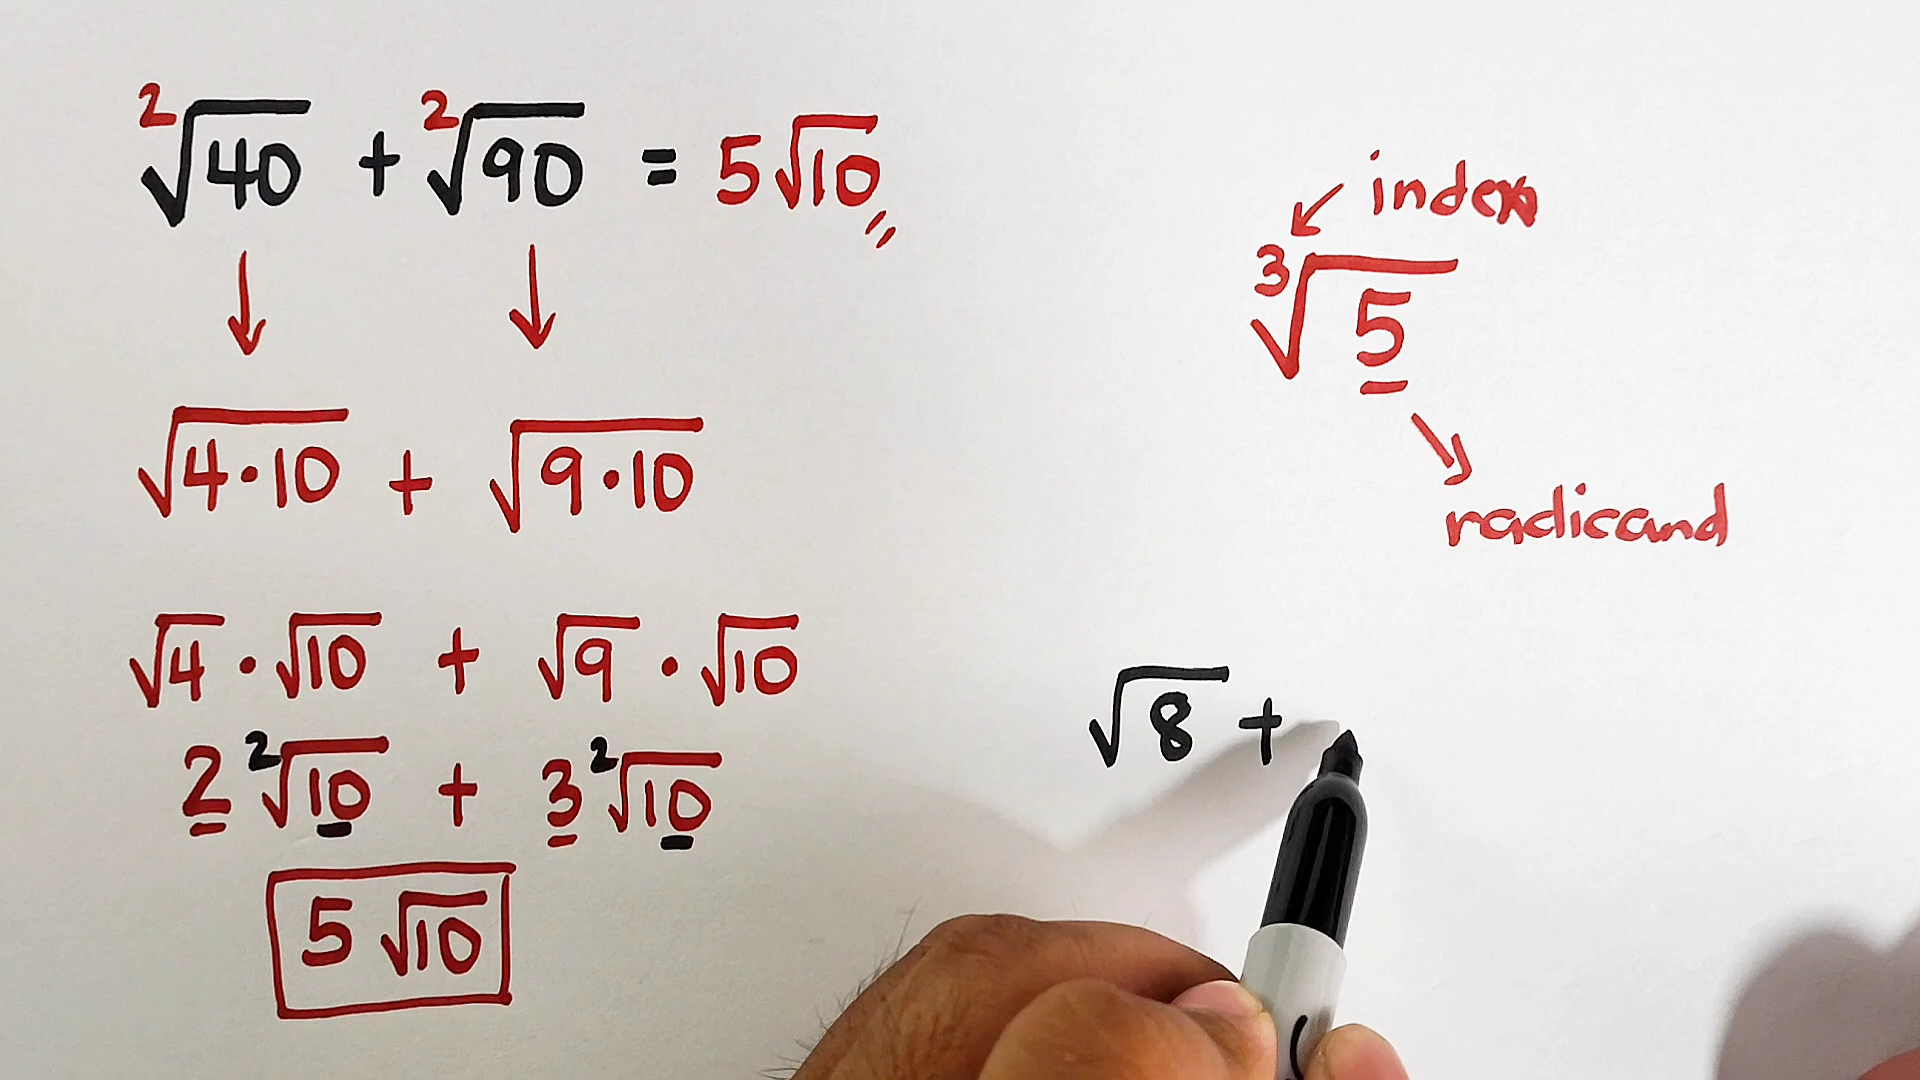 ²√40 + ²√90 = 5√10
√4·10 + √9·10
√4 · √10 + √9 · √10
2 ²√10 + 3 ²√10
5 √10
index
³√5
radicand
√8 +